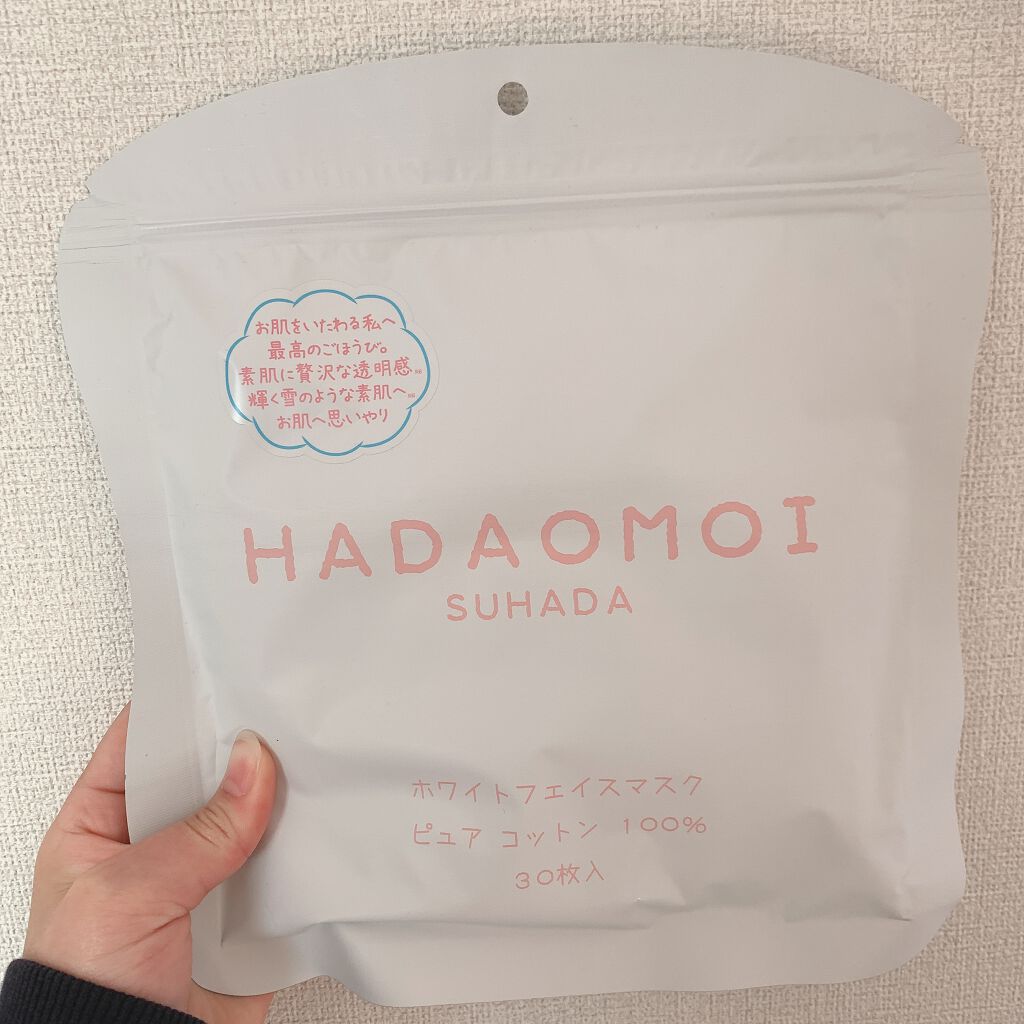 お肌をいたわる私へ
最高のごほうび。
素肌に贅沢な透明感
輝く雪のような素肌へ
お肌へ思いやり
HADAOMOI
SUHADA
ホワイトフェイスマスク
ピュア コットン 100%
30枚入